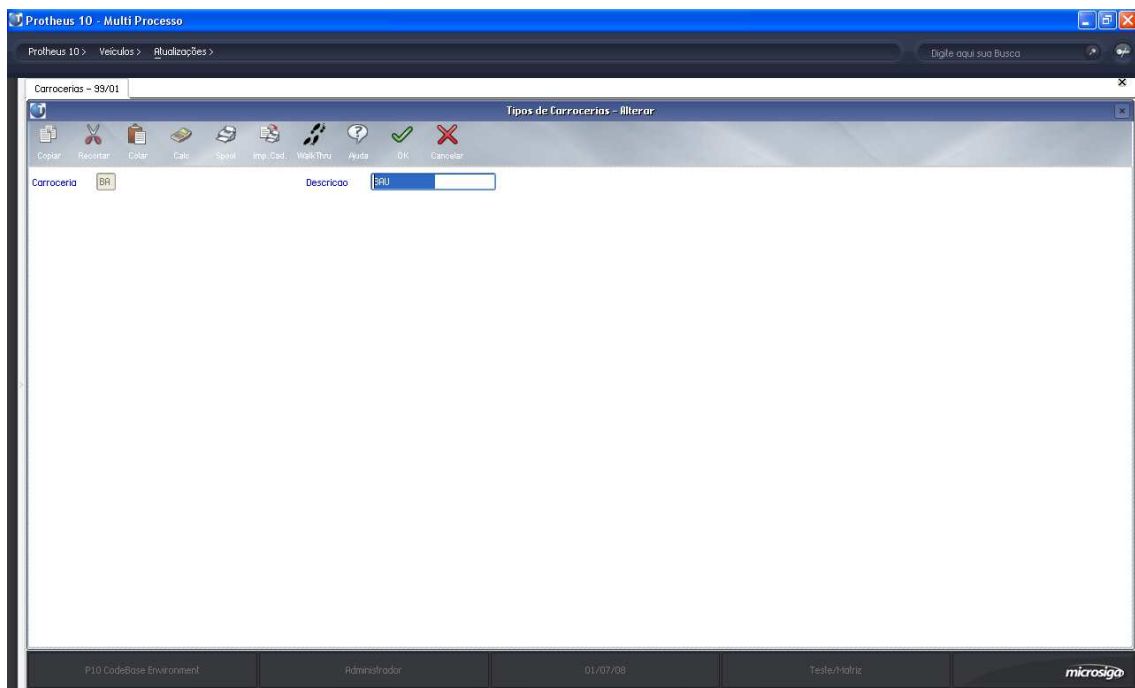 Protheus 10 - Multi Processo
Protheus 10 > Veículos > Atualizações >
Digite aqui sua Busca
Carrocerias - 99/01
Tipos de Carrocerias - Alterar
Copiar Recortar Colar Calc Spool Imp. Cad WalkThru Ajuda OK Cancelar
Carroceria BA Descricao BAU
P10 CodeBase Environment Administrador 01/07/08 Teste/Matriz microsiga